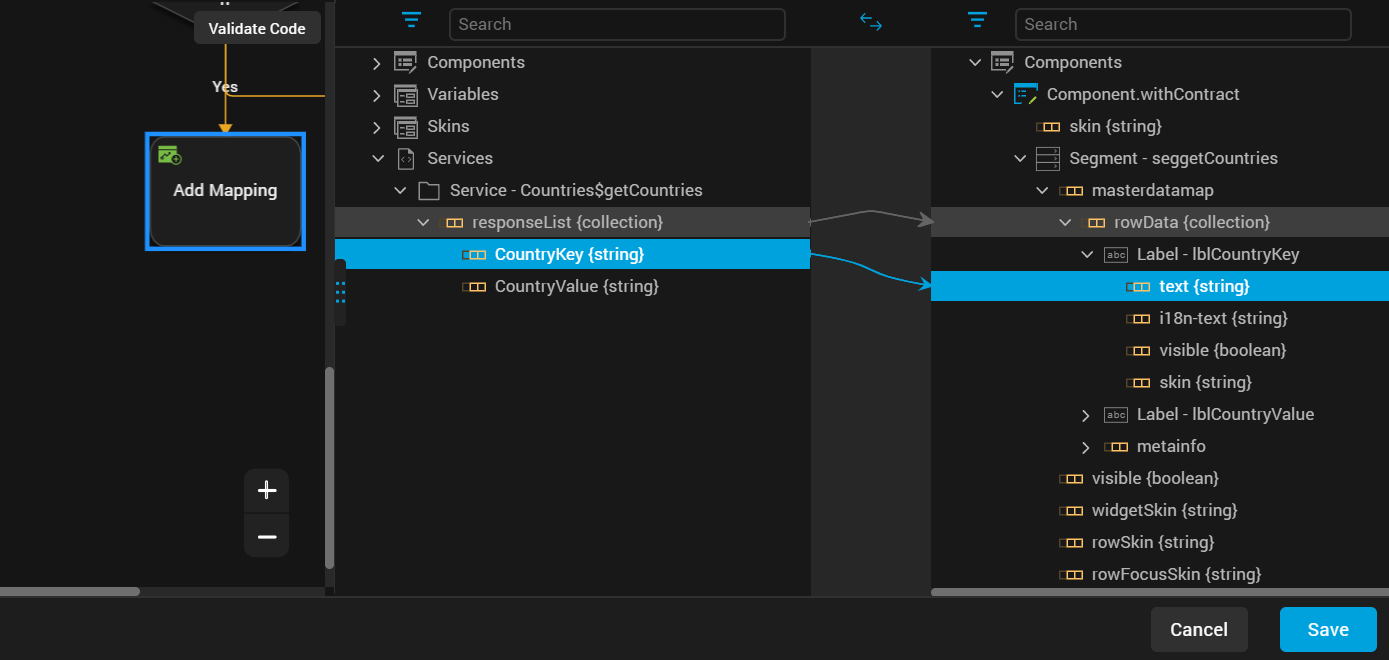 Validate Code
Yes
Add Mapping
Search
Components
Variables
Skins
Services
Service - Countries$getCountries
responseList {collection}
CountryKey {string}
CountryValue {string}
Search
Components
Component.withContract
skin {string}
Segment - seggetCountries
masterdatamap
rowData {collection}
abc Label - lblCountryKey
text {string}
i18n-text {string}
visible {boolean}
skin {string}
abc Label - lblCountryValue
metainfo
visible {boolean}
widgetSkin {string}
rowSkin {string}
rowFocusSkin {string}
Cancel
Save